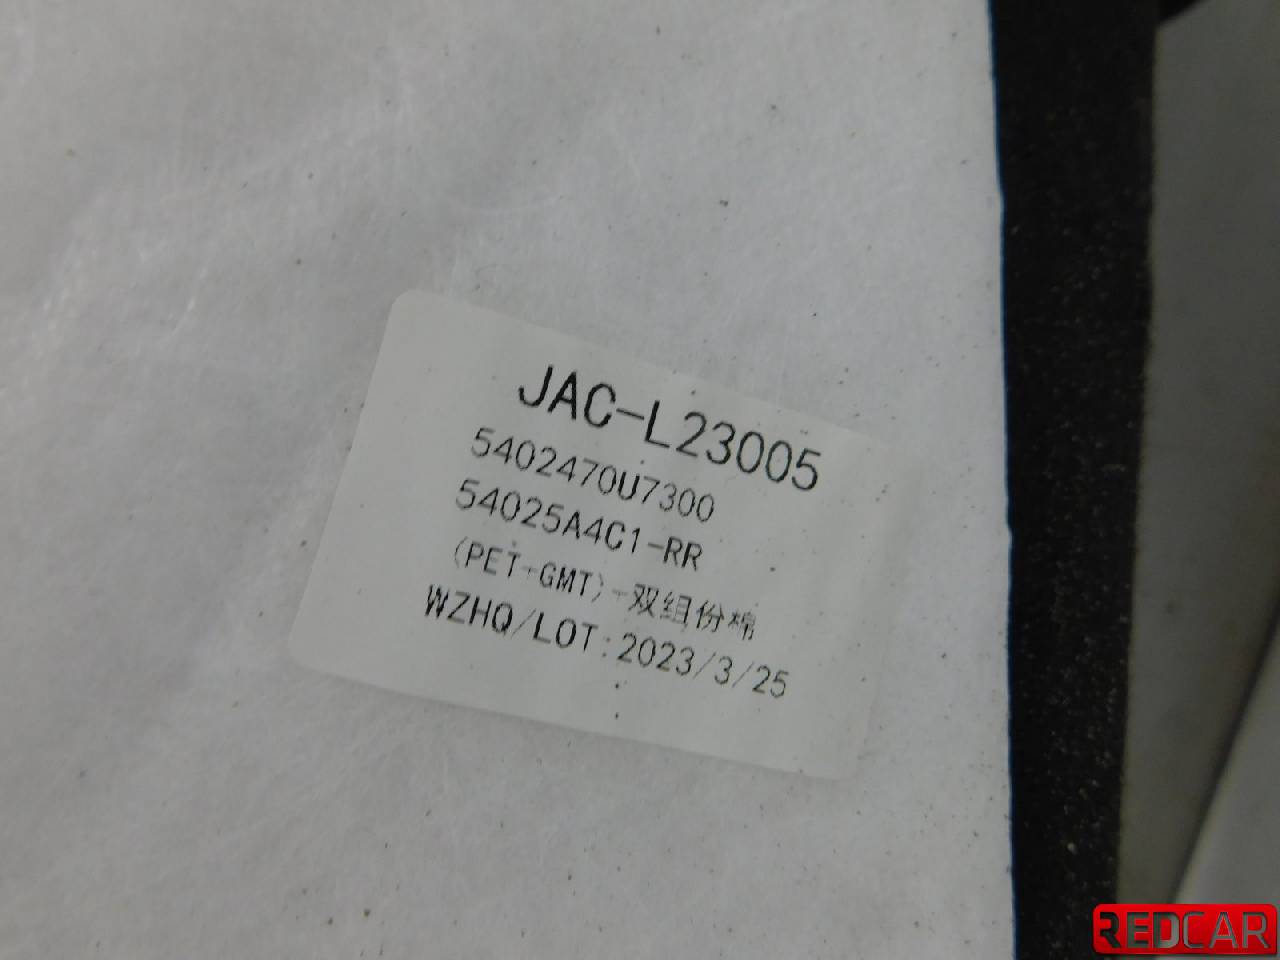 JAC-L23005
5402470U7300
54025A4C1-RR
(PET+GMT)-双组份棉
WZHQ/LOT:2023/3/25
REDCAR